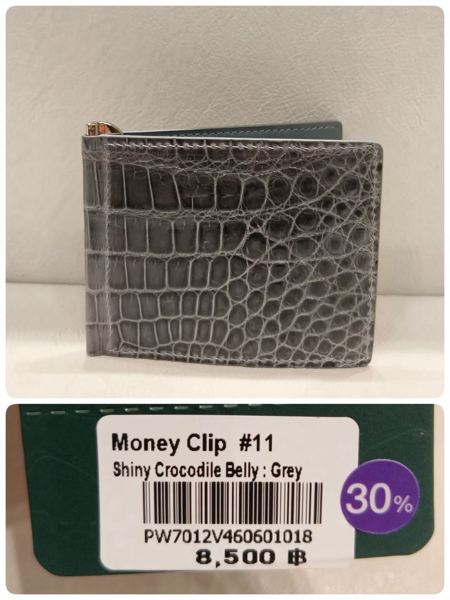 Money Clip #11
Shiny Crocodile Belly : Grey
30%
PW7012V460601018
8,500 ฿